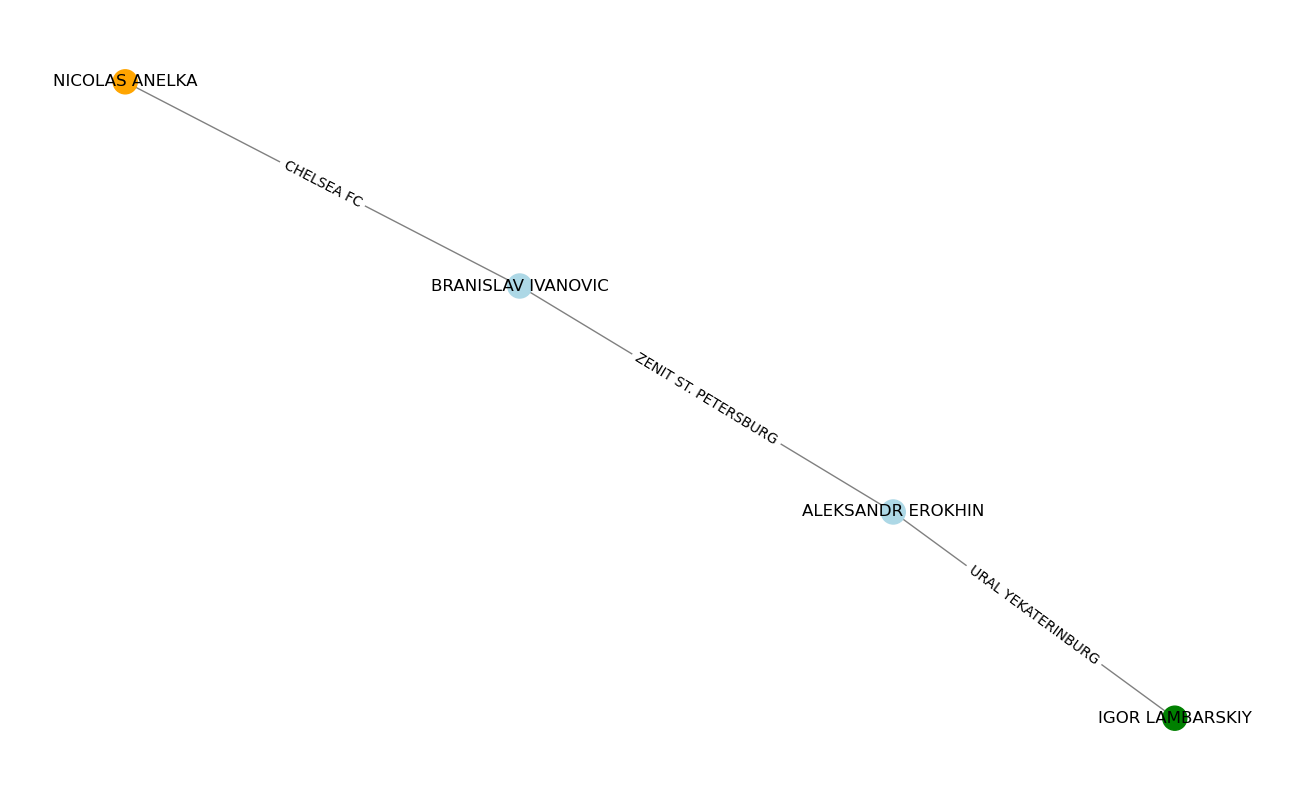 NICOLAS ANELKA
CHELSEA FC
BRANISLAV IVANOVIC
ZENIT ST. PETERSBURG
ALEKSANDR EROKHIN
URAL YEKATERINBURG
IGOR LAMBARSKIY